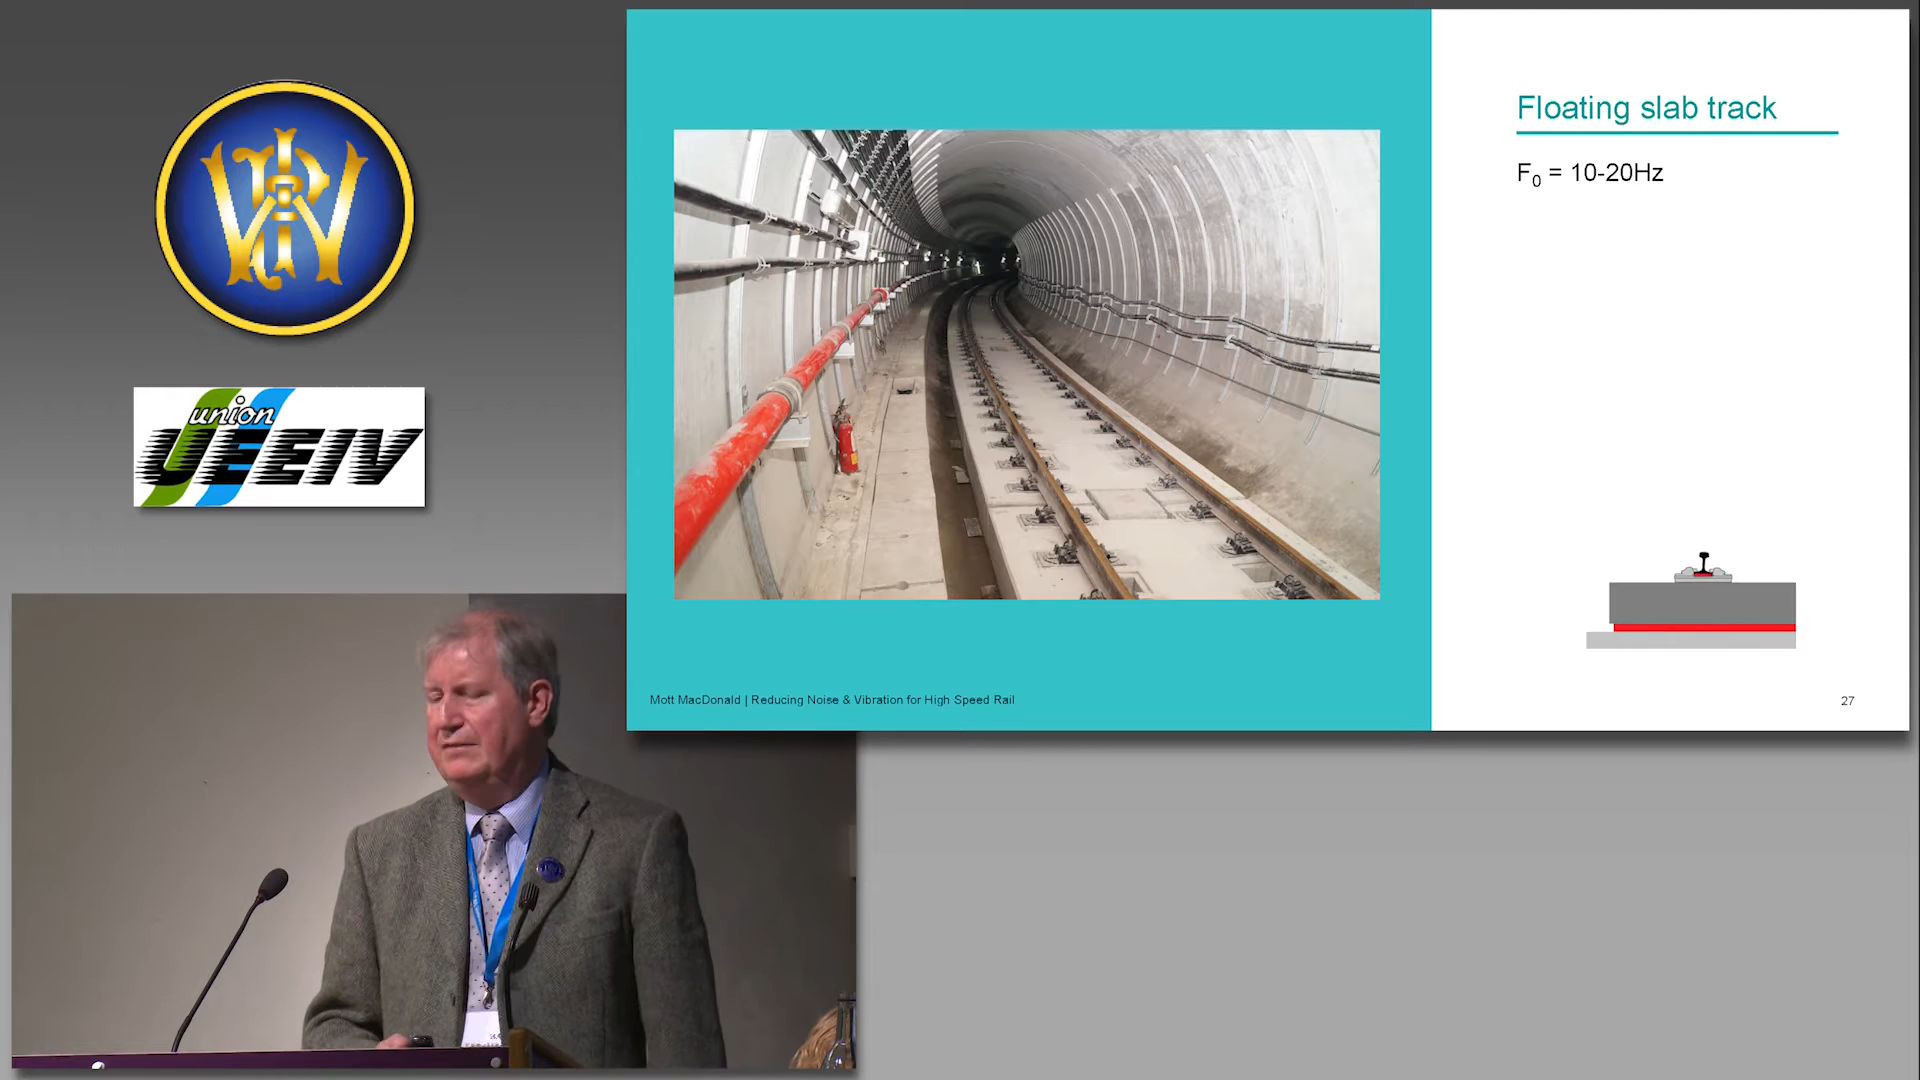 union
UEEIV
Floating slab track
F₀ = 10-20Hz
Mott MacDonald | Reducing Noise & Vibration for High Speed Rail
27